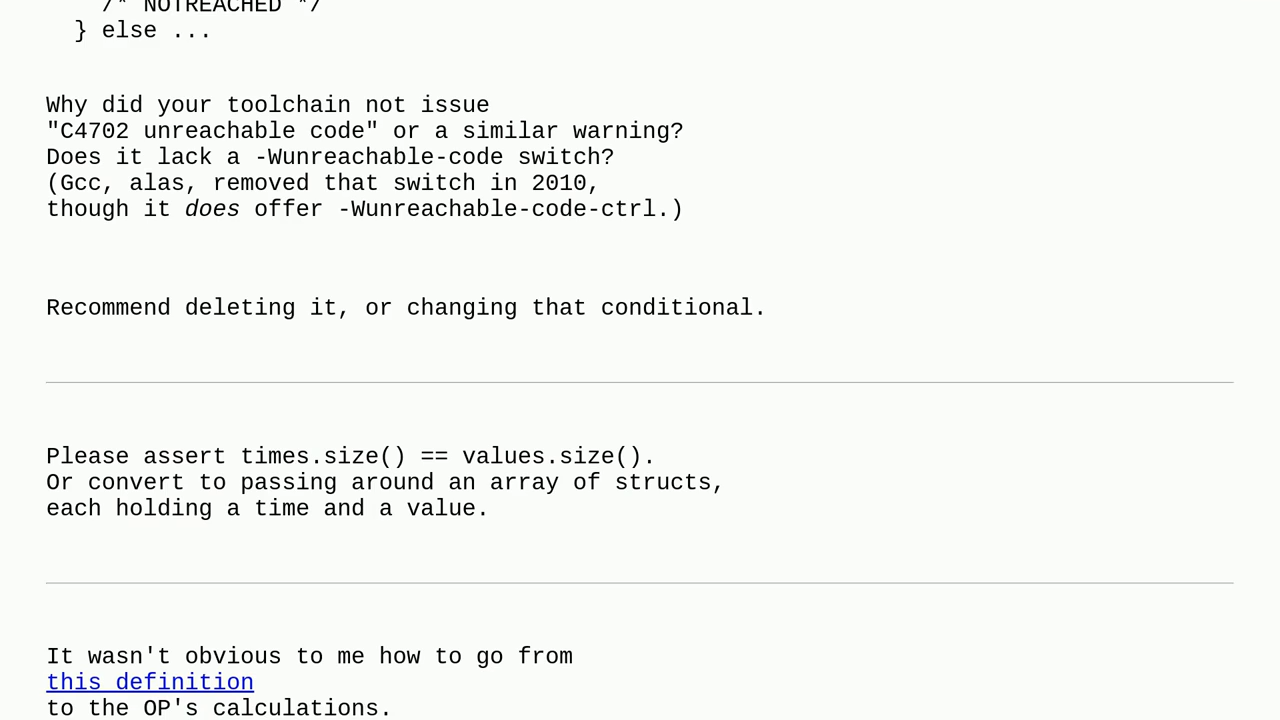 /* NOTREACHED */
} else ...
Why did your toolchain not issue
"C4702 unreachable code" or a similar warning?
Does it lack a -Wunreachable-code switch?
(Gcc, alas, removed that switch in 2010,
though it does offer -Wunreachable-code-ctrl.)
Recommend deleting it, or changing that conditional.
Please assert times.size() == values.size().
Or convert to passing around an array of structs,
each holding a time and a value.
It wasn't obvious to me how to go from
this definition
to the OP's calculations.